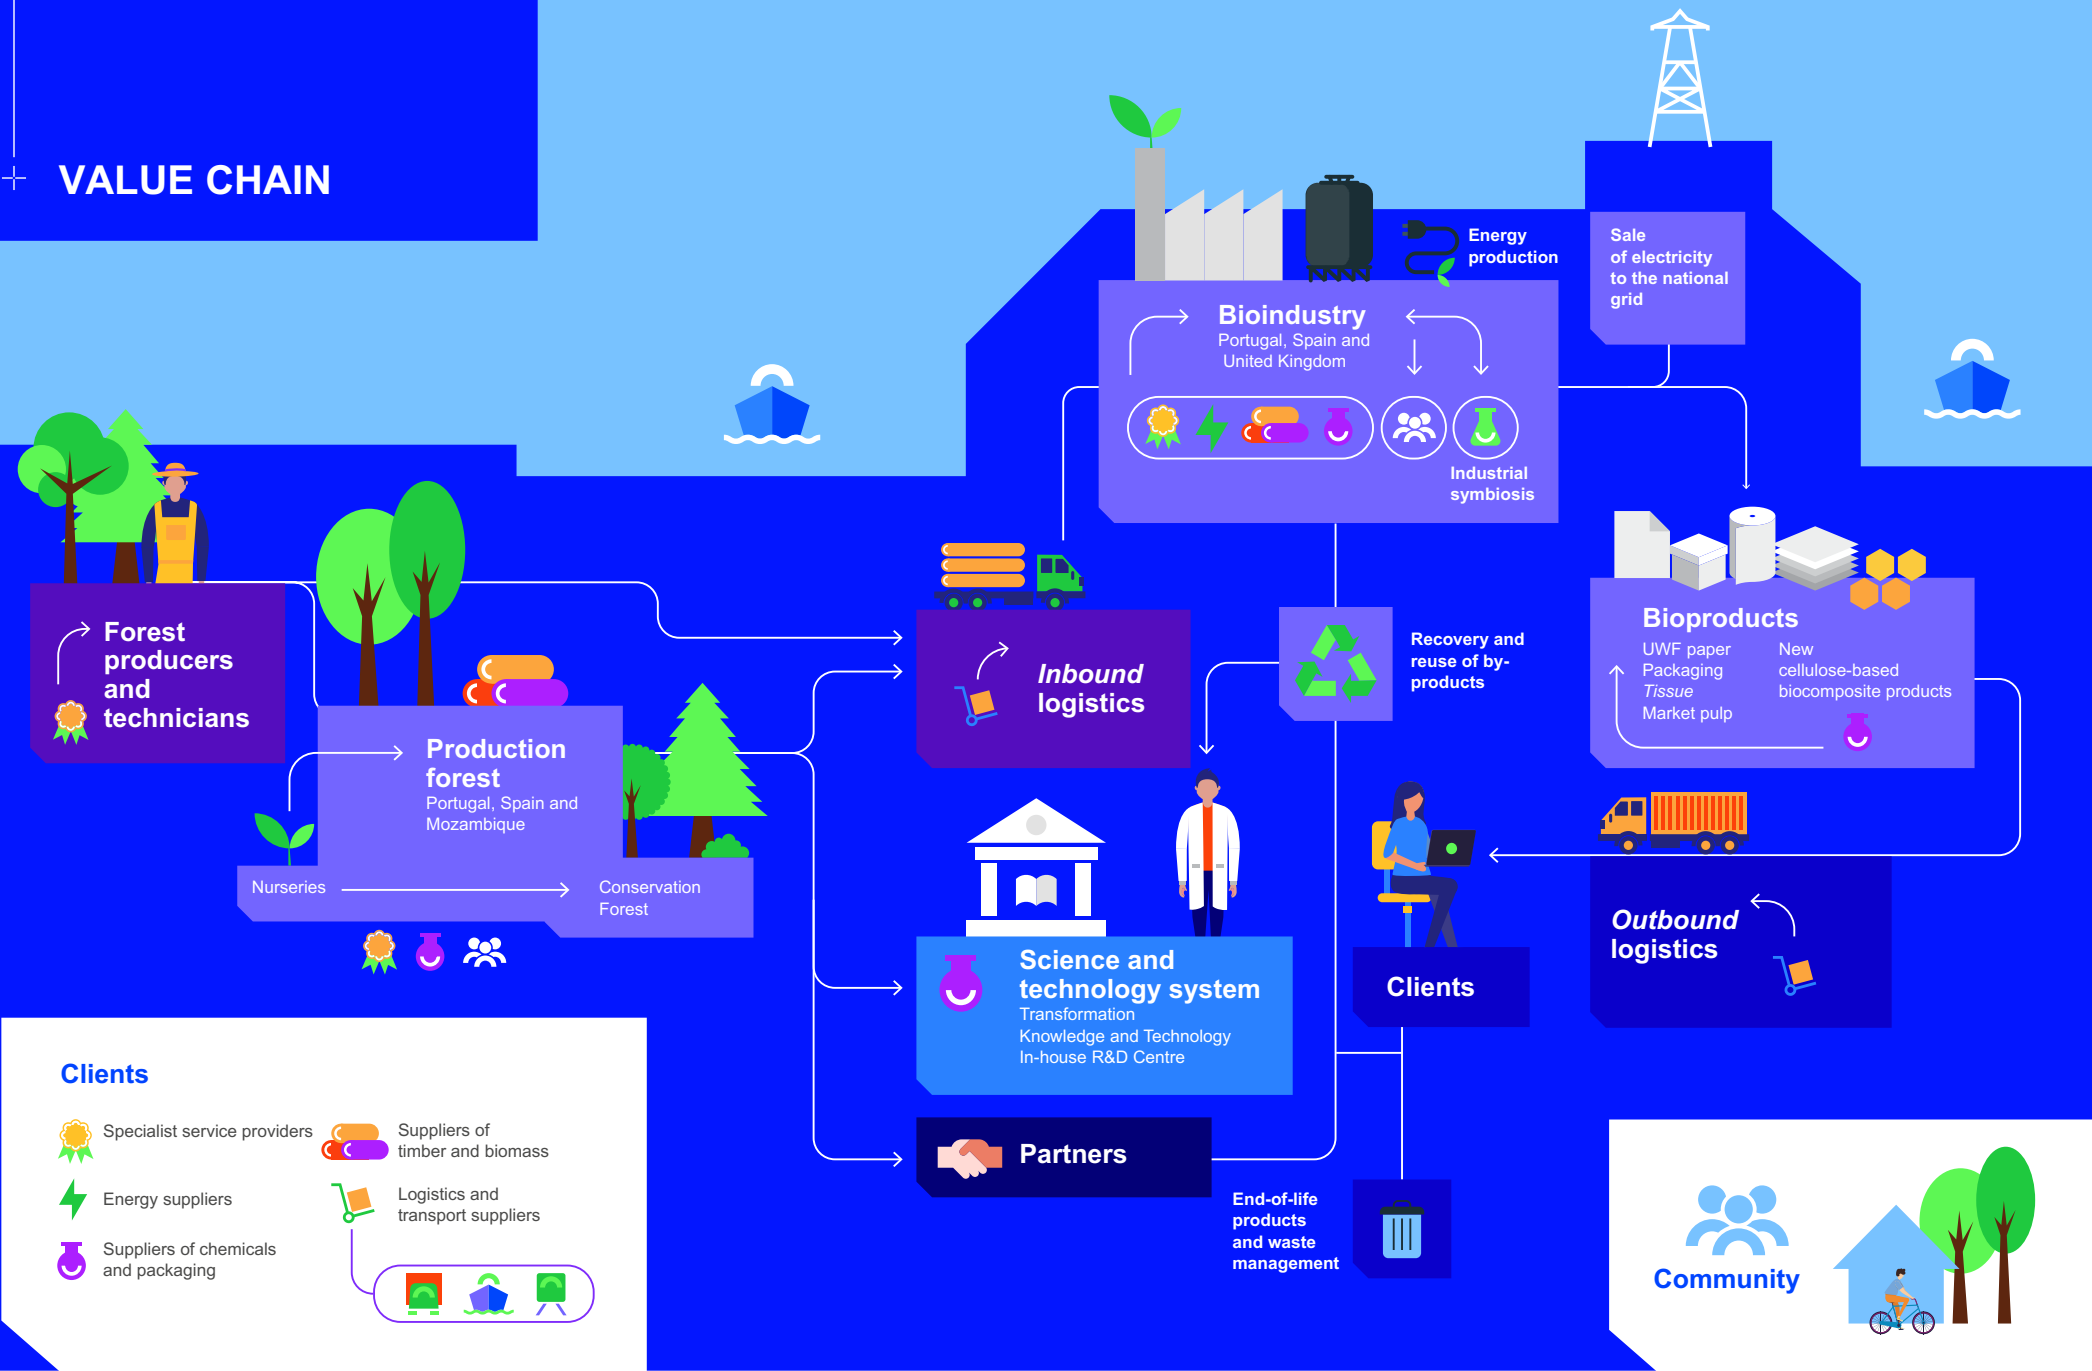 VALUE CHAIN
Energy
production
Sale
of electricity
to the national
grid
Bioindustry
Portugal, Spain and
United Kingdom
Industrial
symbiosis
Forest
producers
and
technicians
Production
forest
Portugal, Spain and
Mozambique
Nurseries
Conservation
Forest
Inbound
logistics
Recovery and
reuse of by-
products
Bioproducts
UWF paper
Packaging
Tissue
Market pulp
New
cellulose-based
biocomposite products
Science and
technology system
Transformation
Knowledge and Technology
In-house R&D Centre
Clients
Outbound
logistics
Partners
End-of-life
products
and waste
management
Clients
Specialist service providers
Energy suppliers
Suppliers of chemicals
and packaging
Suppliers of
timber and biomass
Logistics and
transport suppliers
Community